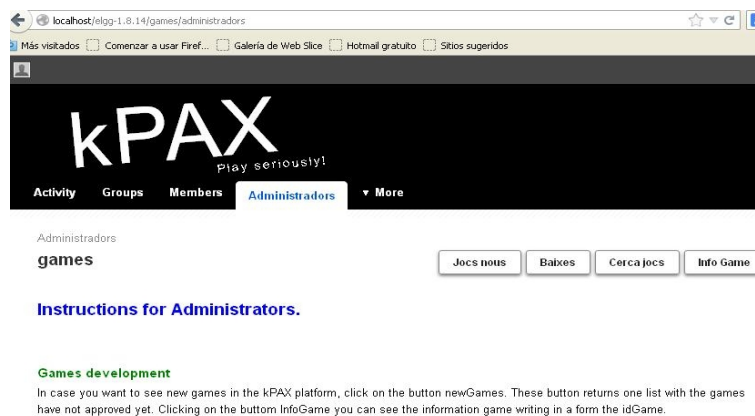 localhost/elgg-1.8.14/games/administradors
Más visitados Comenzar a usar Firef... Galería de Web Slice Hotmail gratuito Sitios sugeridos
kPAX
Play seriously!
Activity Groups Members Administradors ▼ More
Administradors
games
Jocs nous Baixes Cerca jocs Info Game
Instructions for Administrators.
Games development
In case you want to see new games in the kPAX platform, click on the button newGames. These button returns one list with the games
have not approved yet. Clicking on the buttom InfoGame you can see the information game writing in a form the idGame.